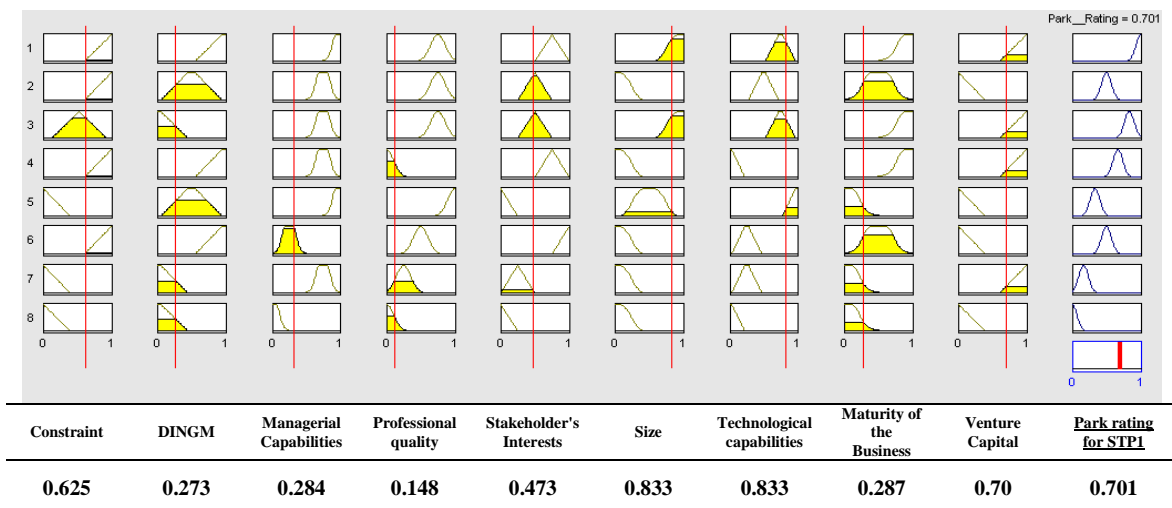 Park__Rating = 0.701
1
2
3
4
5
6
7
8
0 1 0 1 0 1 0 1 0 1 0 1 0 1 0 1 0 1
0 1
Constraint DINGM Managerial Capabilities Professional quality Stakeholder's Interests Size Technological capabilities Maturity of the Business Venture Capital Park rating for STP1
0.625 0.273 0.284 0.148 0.473 0.833 0.833 0.287 0.70 0.701